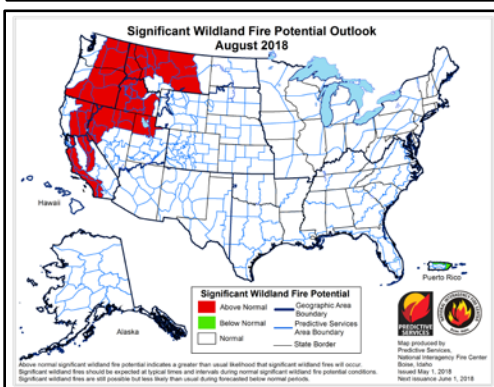 Significant Wildland Fire Potential Outlook
August 2018
Hawaii
Alaska
Puerto Rico
Significant Wildland Fire Potential
Above Normal
Below Normal
Normal
Geographic Area
Boundary
Predictive Services
Area Boundary
State Border
PREDICTIVE
SERVICES
Map produced by
Predictive Services,
National Interagency Fire Center
Boise, Idaho
Issued May 1, 2018
Next issuance June 1, 2018
Above normal significant wildland fire potential indicates a greater than usual likelihood that significant wildland fires will occur.
Significant wildland fires should be expected at typical times and intervals during normal significant wildland fire potential conditions.
Significant wildland fires are still possible but less likely than usual during forecasted below normal periods.